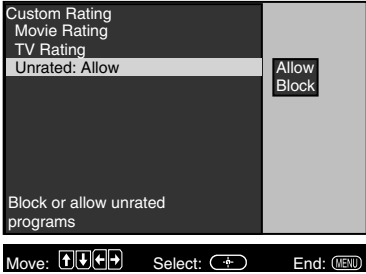 Custom Rating
Movie Rating
TV Rating
Unrated: Allow
Allow
Block
Block or allow unrated
programs
Move: Select: End: MENU